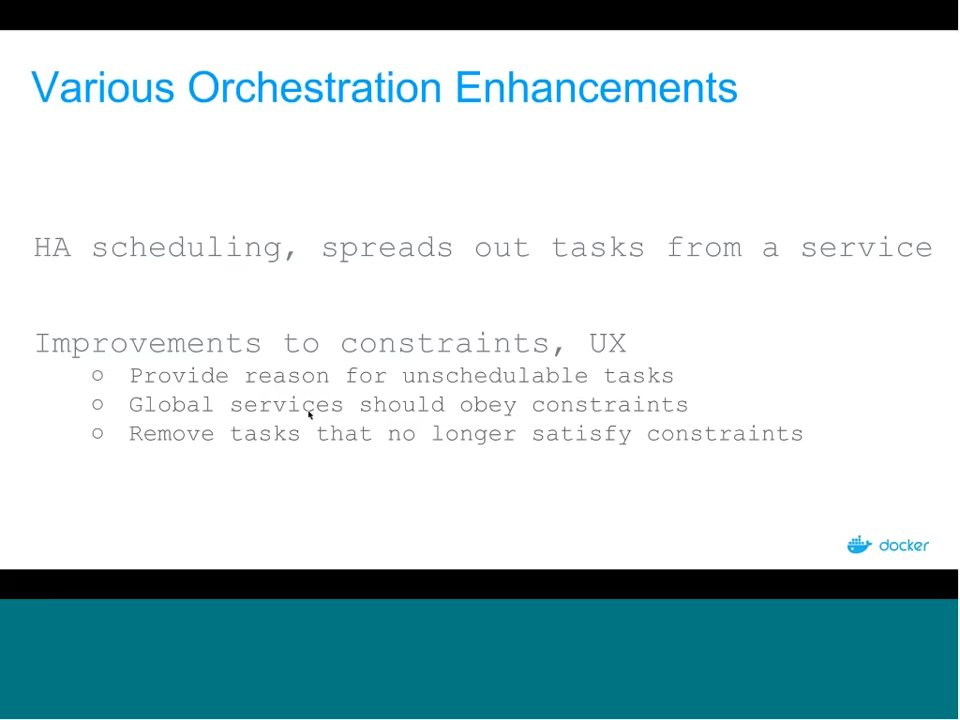 Various Orchestration Enhancements
HA scheduling, spreads out tasks from a service
Improvements to constraints, UX
○ Provide reason for unschedulable tasks
○ Global services should obey constraints
○ Remove tasks that no longer satisfy constraints
docker